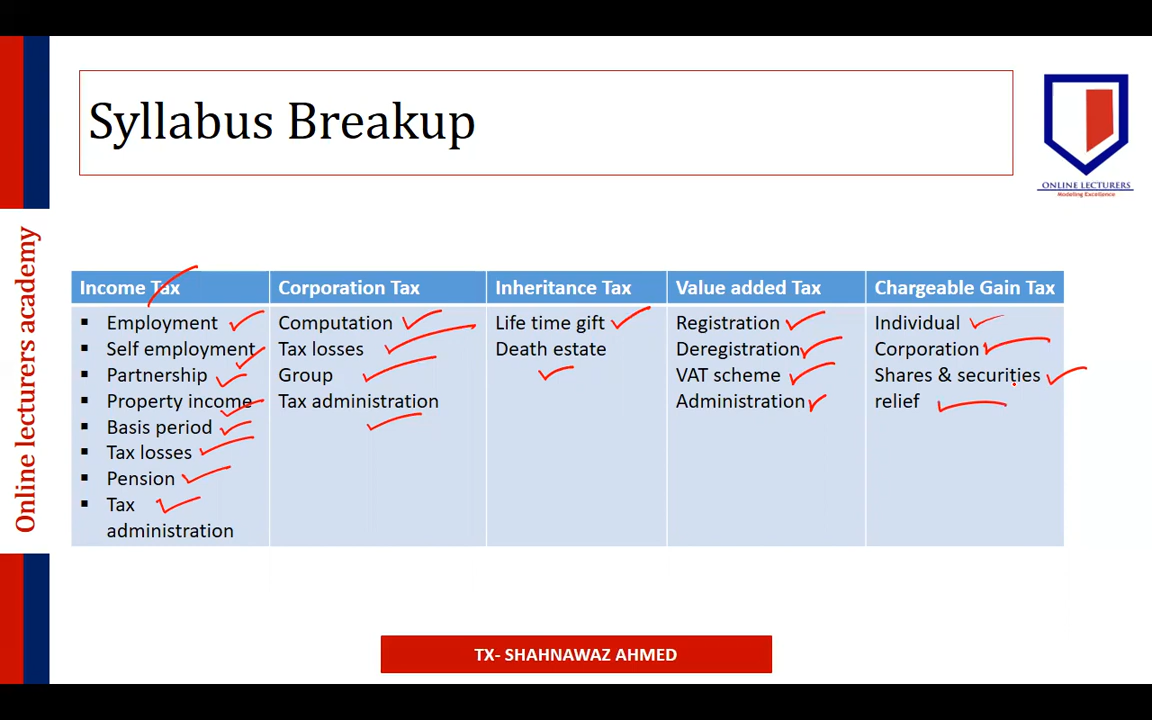 Syllabus Breakup
ONLINE LECTURERS
Modeling Excellence
Online lecturers academy
Income Tax
▪ Employment
▪ Self employment
▪ Partnership
▪ Property income
▪ Basis period
▪ Tax losses
▪ Pension
▪ Tax
administration
Corporation Tax
Computation
Tax losses
Group
Tax administration
Inheritance Tax
Life time gift
Death estate
Value added Tax
Registration
Deregistration
VAT scheme
Administration
Chargeable Gain Tax
Individual
Corporation
Shares & securities
relief
TX- SHAHNAWAZ AHMED